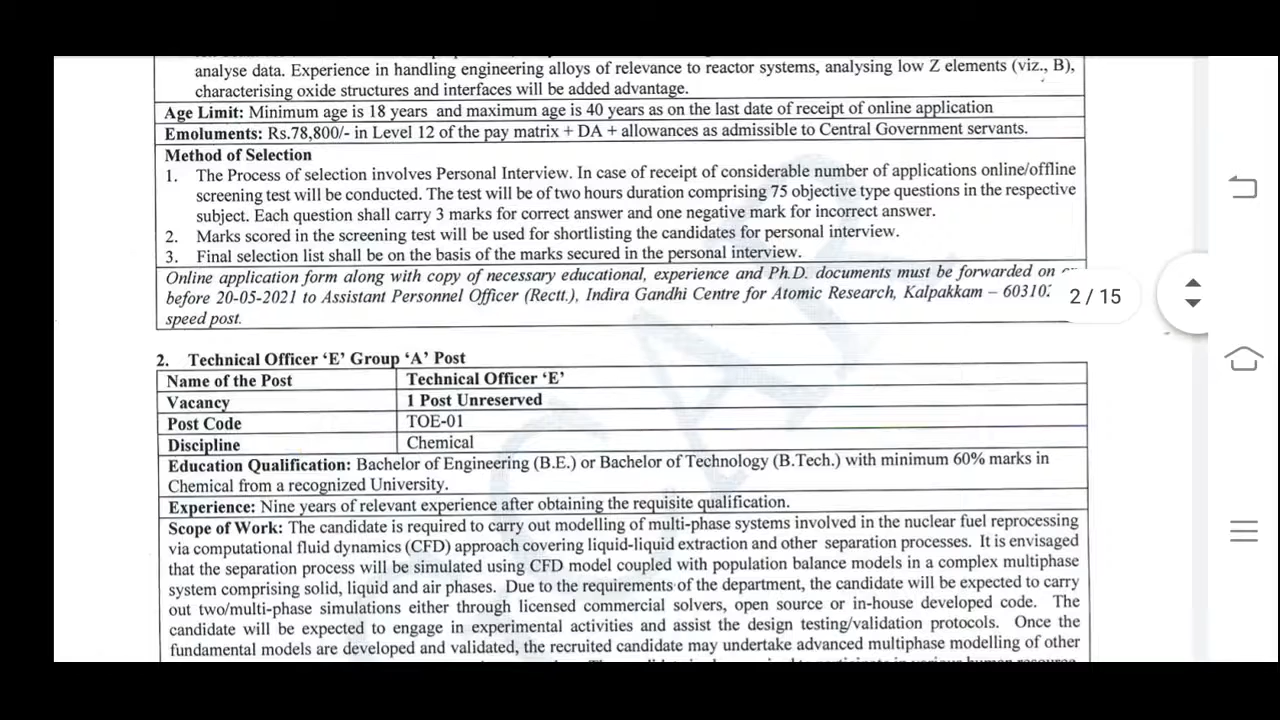 analyse data. Experience in handling engineering alloys of relevance to reactor systems, analysing low Z elements (viz., B),
characterising oxide structures and interfaces will be added advantage.
Age Limit: Minimum age is 18 years and maximum age is 40 years as on the last date of receipt of online application
Emoluments: Rs.78,800/- in Level 12 of the pay matrix + DA + allowances as admissible to Central Government servants.
Method of Selection
1. The Process of selection involves Personal Interview. In case of receipt of considerable number of applications online/offline
screening test will be conducted. The test will be of two hours duration comprising 75 objective type questions in the respective
subject. Each question shall carry 3 marks for correct answer and one negative mark for incorrect answer.
2. Marks scored in the screening test will be used for shortlisting the candidates for personal interview.
3. Final selection list shall be on the basis of the marks secured in the personal interview.
Online application form along with copy of necessary educational, experience and Ph.D. documents must be forwarded on
before 20-05-2021 to Assistant Personnel Officer (Rectt.), Indira Gandhi Centre for Atomic Research, Kalpakkam –
speed post.
2 / 15
2. Technical Officer ‘E’ Group ‘A’ Post
Name of the Post Technical Officer ‘E’
Vacancy 1 Post Unreserved
Post Code TOE-01
Discipline Chemical
Education Qualification: Bachelor of Engineering (B.E.) or Bachelor of Technology (B.Tech.) with minimum 60% marks in
Chemical from a recognized University.
Experience: Nine years of relevant experience after obtaining the requisite qualification.
Scope of Work: The candidate is required to carry out modelling of multi-phase systems involved in the nuclear fuel reprocessing
via computational fluid dynamics (CFD) approach covering liquid-liquid extraction and other separation processes. It is envisaged
that the separation process will be simulated using CFD model coupled with population balance models in a complex multiphase
system comprising solid, liquid and air phases. Due to the requirements of the department, the candidate will be expected to carry
out two/multi-phase simulations either through licensed commercial solvers, open source or in-house developed code. The
candidate will be expected to engage in experimental activities and assist the design testing/validation protocols. Once the
fundamental models are developed and validated, the recruited candidate may undertake advanced multiphase modelling of other